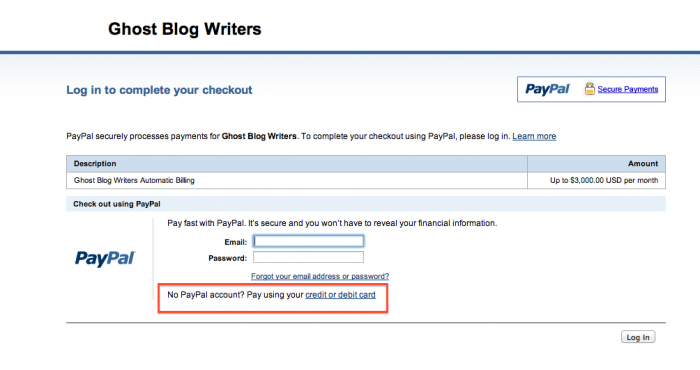 Ghost Blog Writers
Log in to complete your checkout
PayPal Secure Payments
PayPal securely processes payments for Ghost Blog Writers. To complete your checkout using PayPal, please log in. Learn more
Description Amount
Ghost Blog Writers Automatic Billing Up to $3,000.00 USD per month
Check out using PayPal
Pay fast with PayPal. It's secure and you won't have to reveal your financial information.
Email:
PayPal
Password:
Forgot your email address or password?
No PayPal account? Pay using your credit or debit card
Log In